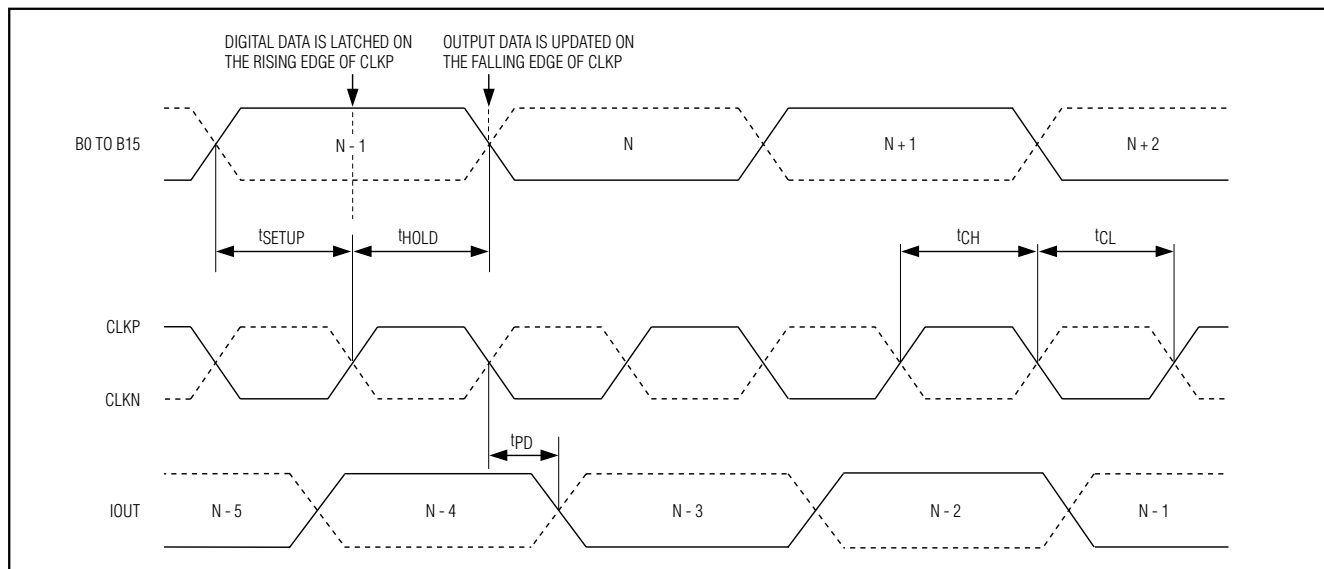 DIGITAL DATA IS LATCHED ON
THE RISING EDGE OF CLKP
OUTPUT DATA IS UPDATED ON
THE FALLING EDGE OF CLKP
B0 TO B15
N - 1
N
N + 1
N + 2
tSETUP
tHOLD
tCH
tCL
CLKP
CLKN
tPD
IOUT
N - 5
N - 4
N - 3
N - 2
N - 1